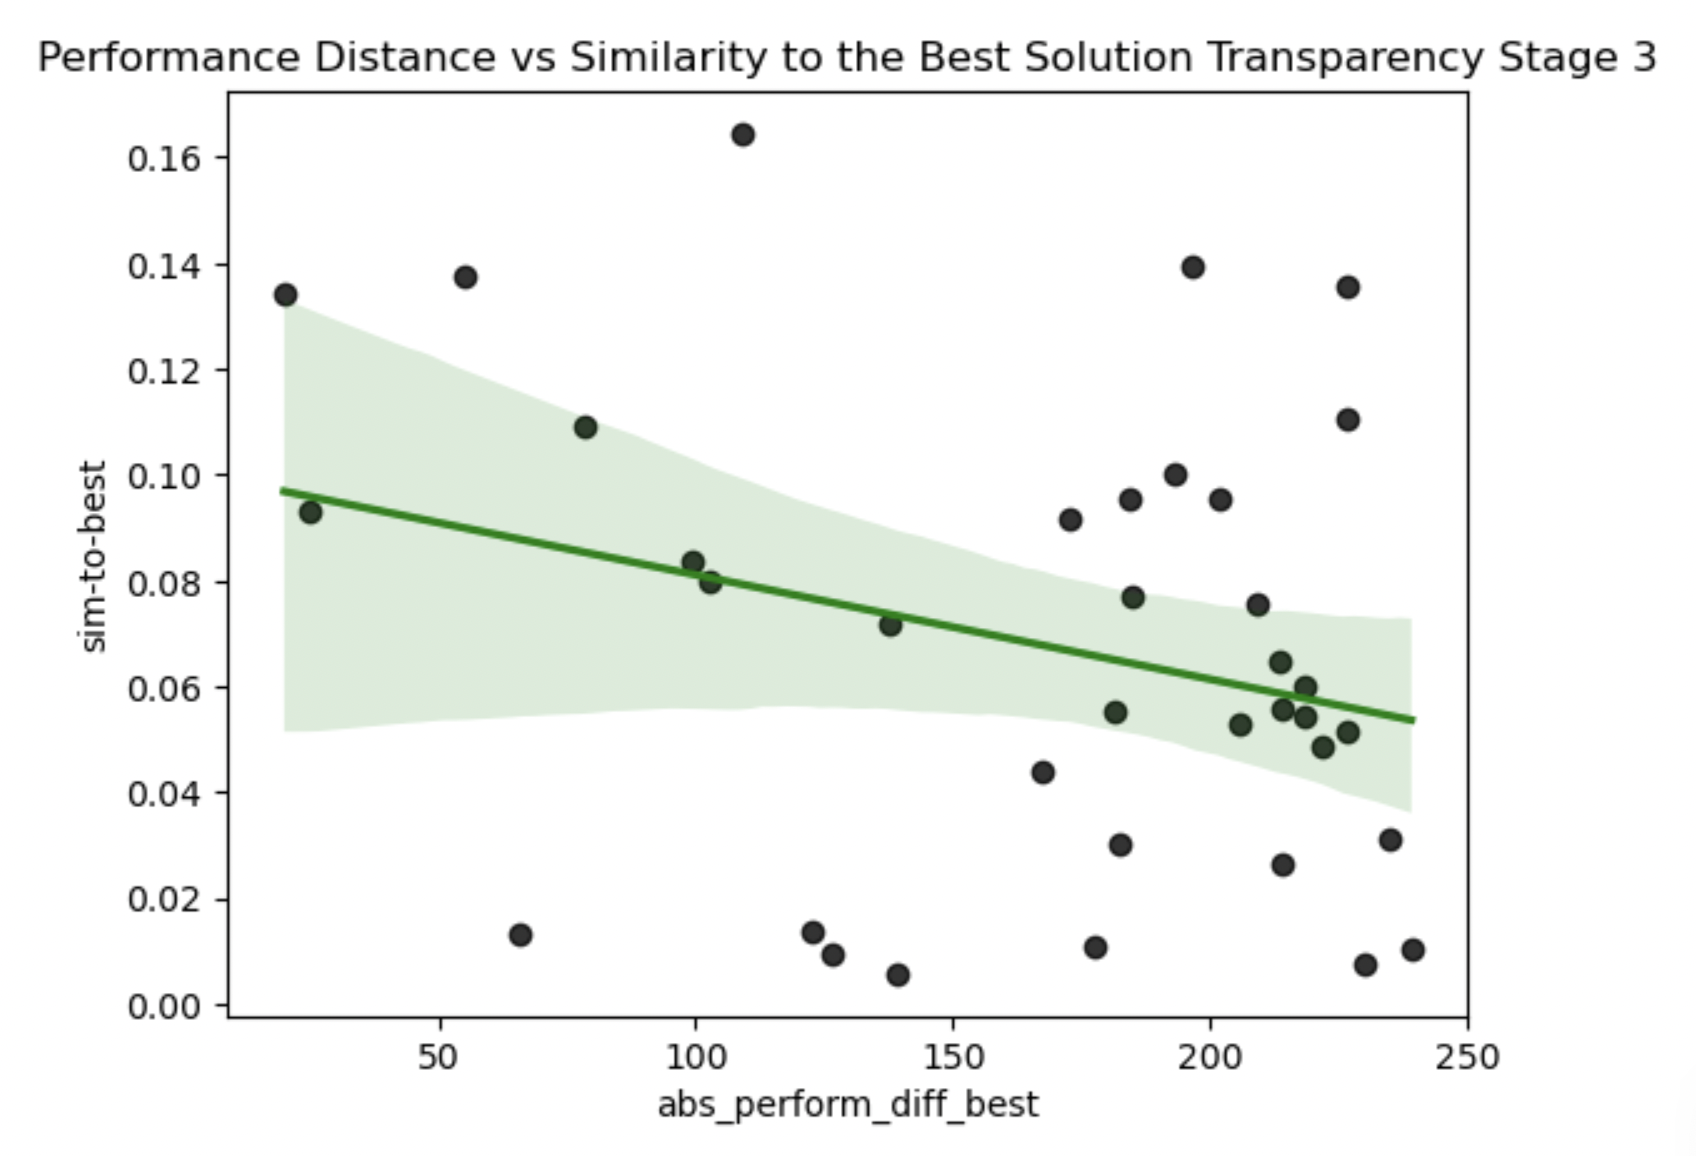 Performance Distance vs Similarity to the Best Solution Transparency Stage 3
0.16
0.14
0.12
0.10
0.08
0.06
0.04
0.02
0.00
sim-to-best
50 100 150 200 250
abs_perform_diff_best